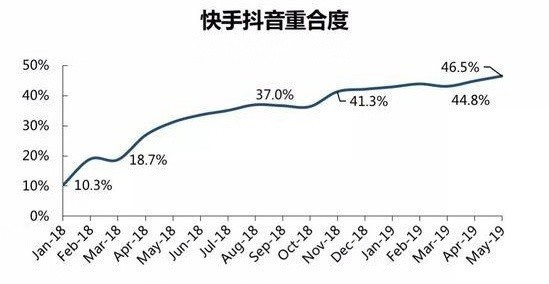 快手抖音重合度
50%
40%
30%
20%
10%
0%
10.3%
18.7%
37.0%
41.3%
44.8%
46.5%
Jan-18
Feb-18
Mar-18
Apr-18
May-18
Jun-18
Jul-18
Aug-18
Sep-18
Oct-18
Nov-18
Dec-18
Jan-19
Feb-19
Mar-19
Apr-19
May-19